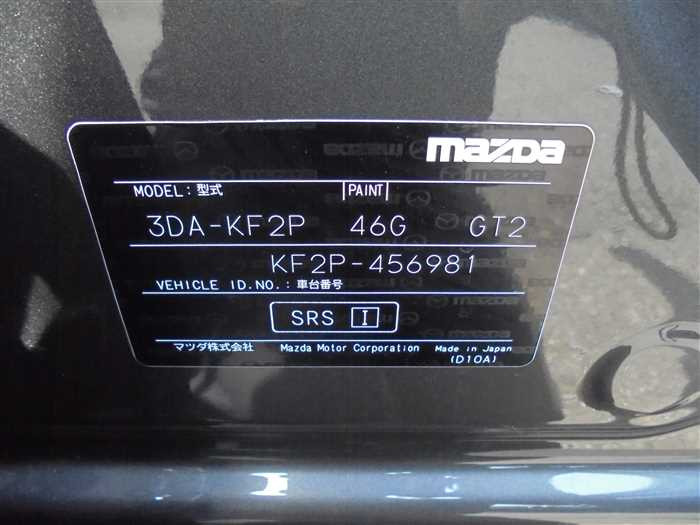 mazda
MODEL:型式 PAINT
3DA-KF2P 46G GT2
KF2P-456981
VEHICLE ID.NO.:車台番号
SRS I
マツダ株式会社 Mazda Motor Corporation Made in Japan
(D10A)